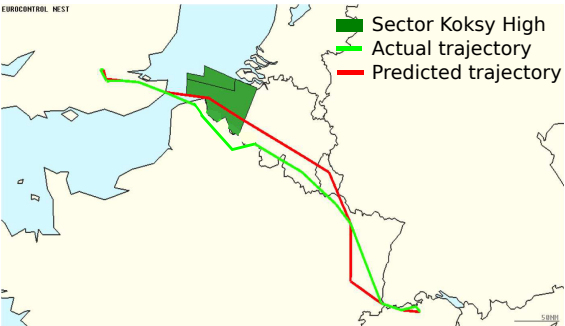 EUROCONTROL NEST
Sector Koksy High
Actual trajectory
Predicted trajectory
50NM